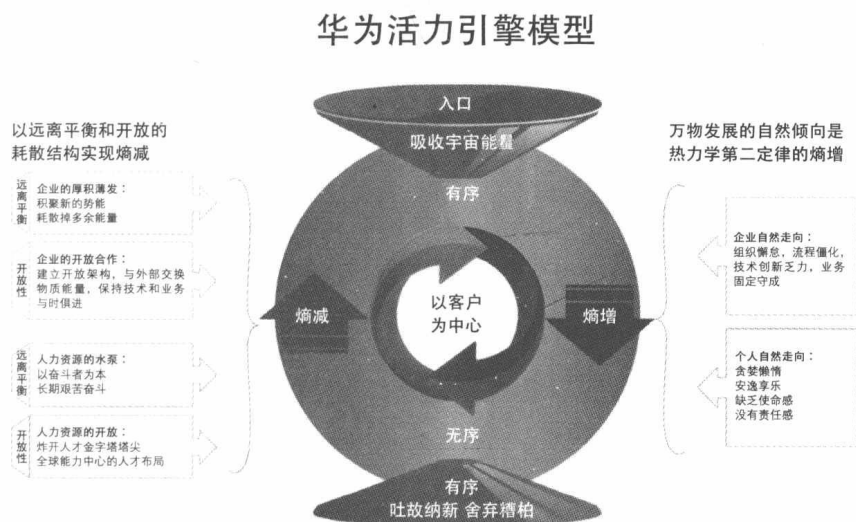 华为活力引擎模型
以远离平衡和开放的
耗散结构实现熵减
远离平衡
企业的厚积薄发：
积聚新的势能
耗散掉多余能量
开放性
企业的开放合作：
建立开放架构，与外部交换
物质能量，保持技术和业务
与时俱进
远离平衡
人力资源的水泵：
以奋斗者为本
长期艰苦奋斗
开放性
人力资源的开放：
炸开人才金字塔塔尖
全球能力中心的人才布局
入口
吸收宇宙能量
有序
熵减
以客户
为中心
熵增
无序
有序
吐故纳新 舍弃糟柏
万物发展的自然倾向是
热力学第二定律的熵增
企业自然走向：
组织懈怠，流程僵化，
技术创新乏力，业务
固定守成
个人自然走向：
贪婪懒惰
安逸享乐
缺乏使命感
没有责任感